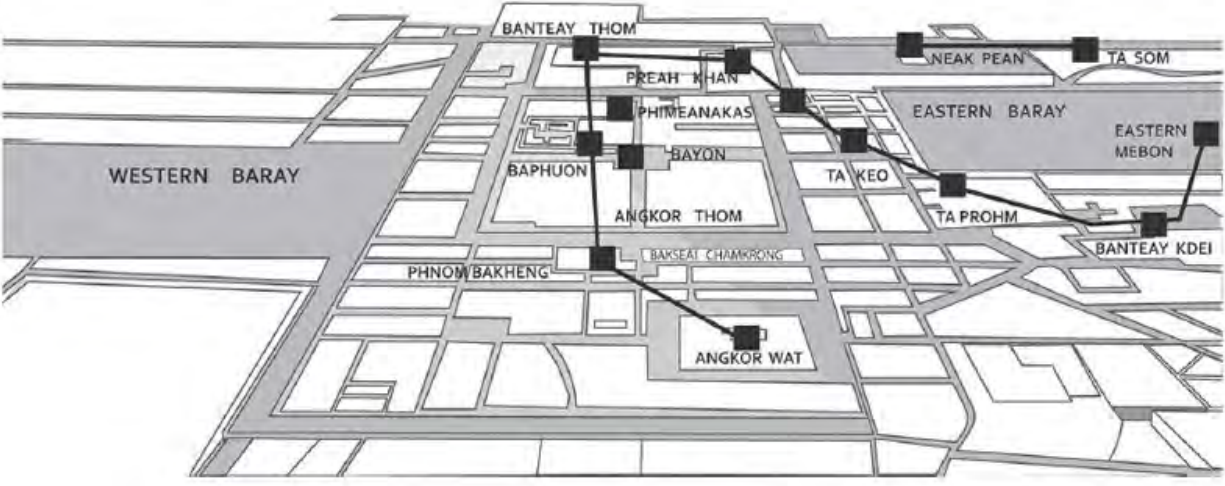 BANTEAY THOM
NEAK PEAN
TA SOM
PREAH KHAN
PHIMEANAKAS
EASTERN BARAY
EASTERN
MEBON
BAYON
BAPHUON
TA KEO
WESTERN BARAY
ANGKOR THOM
TA PROHM
BANTEAY KDEI
BAKSEAT CHAMKRONG
PHNOM BAKHENG
ANGKOR WAT